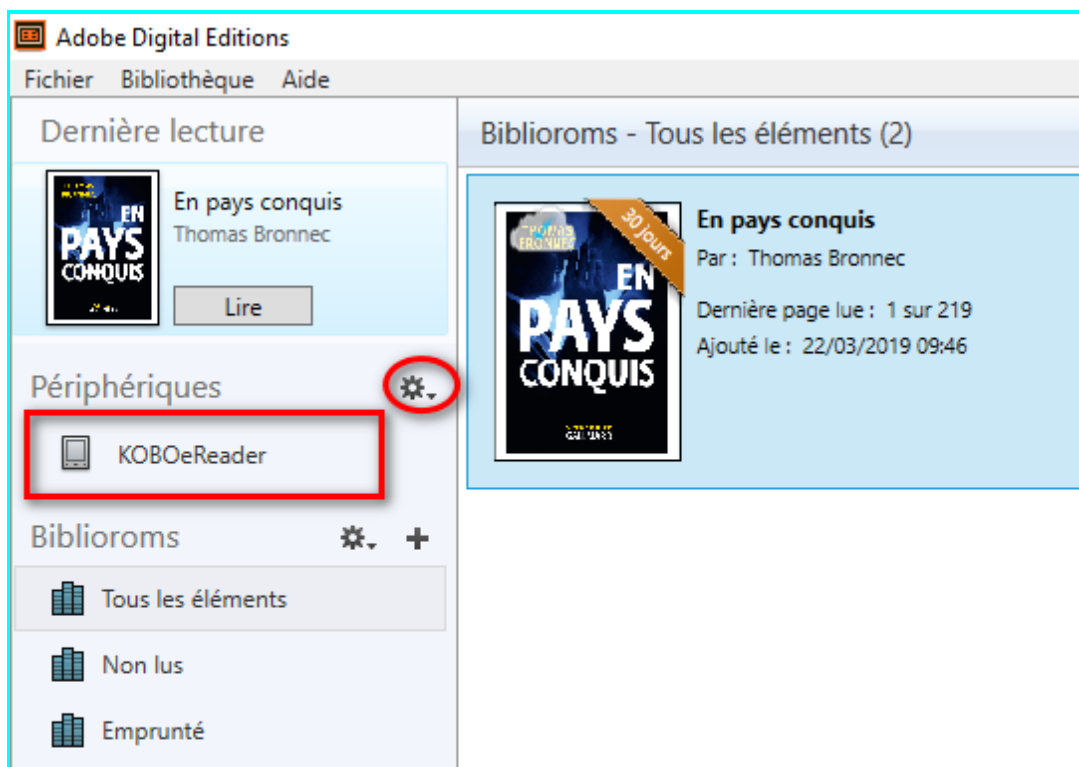 Adobe Digital Editions
Fichier Bibliothèque Aide
Dernière lecture
EN
PAYS
CONQUIS
En pays conquis
Thomas Bronnec
Lire
Périphériques
KOBOeReader
Biblioroms
Tous les éléments
Non lus
Emprunté
Biblioroms - Tous les éléments (2)
30 jours
THOMAS
BRONNEC
EN
PAYS
CONQUIS
GALLIMARD
En pays conquis
Par : Thomas Bronnec
Dernière page lue : 1 sur 219
Ajouté le : 22/03/2019 09:46